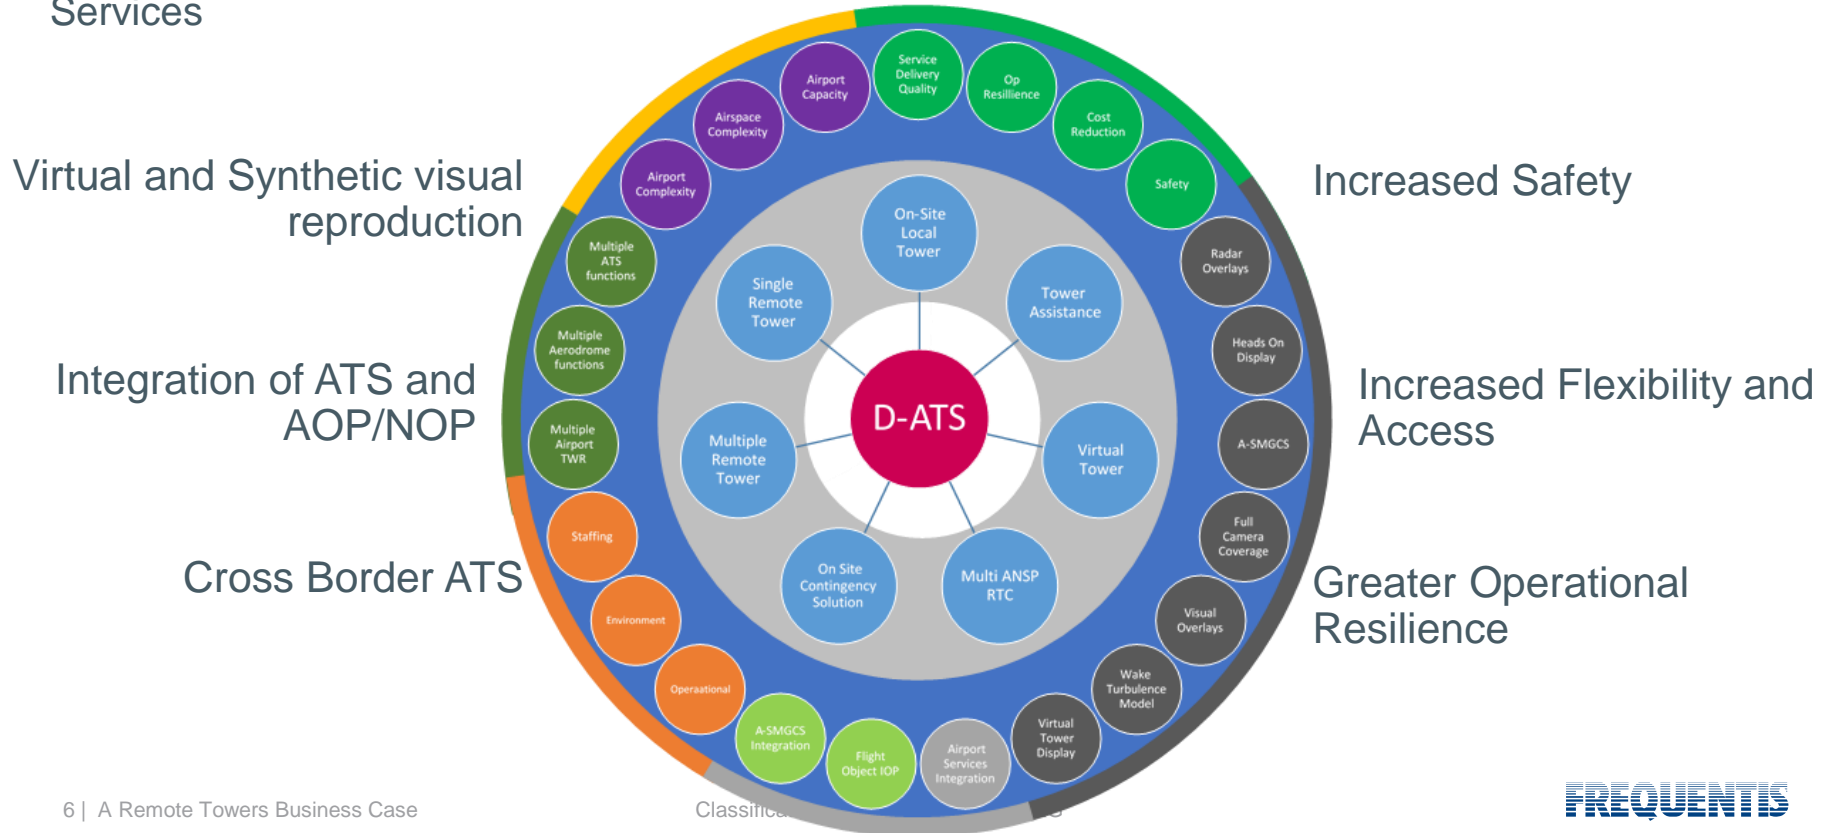 Services
Virtual and Synthetic visual
reproduction
Integration of ATS and
AOP/NOP
Cross Border ATS
Increased Safety
Increased Flexibility and
Access
Greater Operational
Resilience
Service
Delivery
Quality
Op
Resillience
Cost
Reduction
Safety
Radar
Overlays
Heads On
Display
A-SMGCS
Full
Camera
Coverage
Visual
Overlays
Wake
Turbulence
Model
Virtual
Tower
Display
Airport
Services
Integration
Flight
Object IOP
A-SMGCS
Integration
Operaational
Environment
Staffing
Multiple
Airport
TWR
Multiple
Aerodrome
functions
Multiple
ATS
functions
Airport
Complexity
Airspace
Complexity
Airport
Capacity
On-Site
Local
Tower
Tower
Assistance
Virtual
Tower
Multi ANSP
RTC
On Site
Contingency
Solution
Multiple
Remote
Tower
Single
Remote
Tower
D-ATS
6 | A Remote Towers Business Case
FREQUENTIS